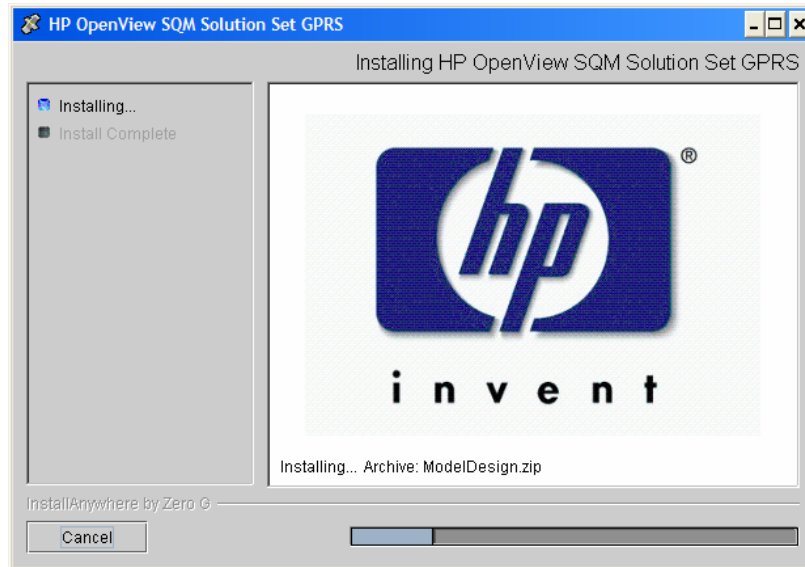 HP OpenView SQM Solution Set GPRS
Installing HP OpenView SQM Solution Set GPRS
Installing...
Install Complete
hp
®
invent
Installing... Archive: ModelDesign.zip
InstallAnywhere by Zero G
Cancel